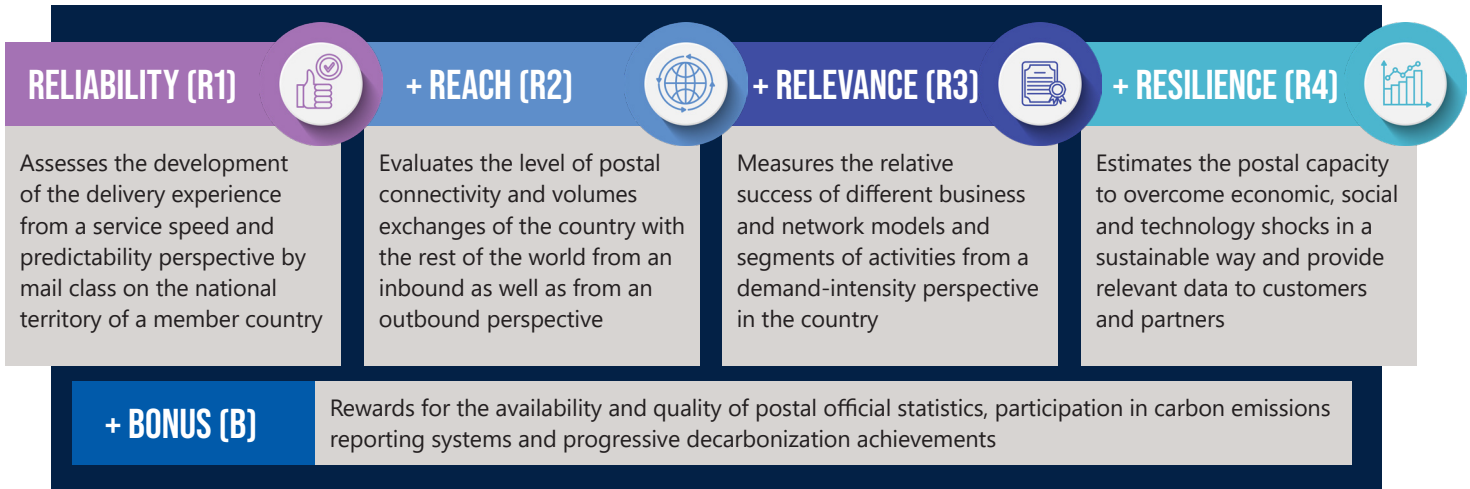 RELIABILITY (R1)
Assesses the development
of the delivery experience
from a service speed and
predictability perspective by
mail class on the national
territory of a member country
+ REACH (R2)
Evaluates the level of postal
connectivity and volumes
exchanges of the country with
the rest of the world from an
inbound as well as from an
outbound perspective
+ RELEVANCE (R3)
Measures the relative
success of different business
and network models and
segments of activities from a
demand-intensity perspective
in the country
+ RESILIENCE (R4)
Estimates the postal capacity
to overcome economic, social
and technology shocks in a
sustainable way and provide
relevant data to customers
and partners
+ BONUS (B)
Rewards for the availability and quality of postal official statistics, participation in carbon emissions
reporting systems and progressive decarbonization achievements